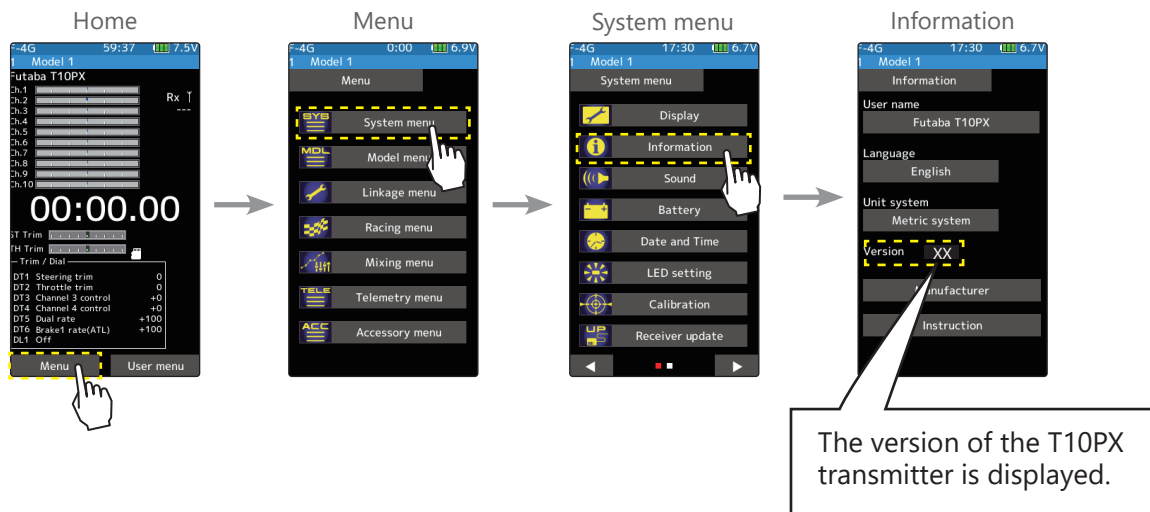 Home
F-4G 59:37 7.5V
1 Model 1
Futaba T10PX
Ch.1
Ch.2
Ch.3
Ch.4
Ch.5
Ch.6
Ch.7
Ch.8
Ch.9
Ch.10
Rx
---
00:00.00
ST Trim
TH Trim
Trim / Dial
DT1 Steering trim 0
DT2 Throttle trim 0
DT3 Channel 3 control +0
DT4 Channel 4 control +0
DT5 Dual rate +100
DT6 Brake1 rate(ATL) +100
DL1 Off
Menu User menu
Menu
F-4G 0:00 6.9V
1 Model 1
Menu
SYS System menu
MDL Model menu
Linkage menu
Racing menu
Mixing menu
TELE Telemetry menu
ACC Accessory menu
System menu
F-4G 17:30 6.7V
1 Model 1
System menu
Display
Information
Sound
Battery
Date and Time
LED setting
Calibration
UP Receiver update
Information
F-4G 17:30 6.7V
1 Model 1
Information
User name
Futaba T10PX
Language
English
Unit system
Metric system
Version XX
Manufacturer
Instruction
The version of the T10PX
transmitter is displayed.